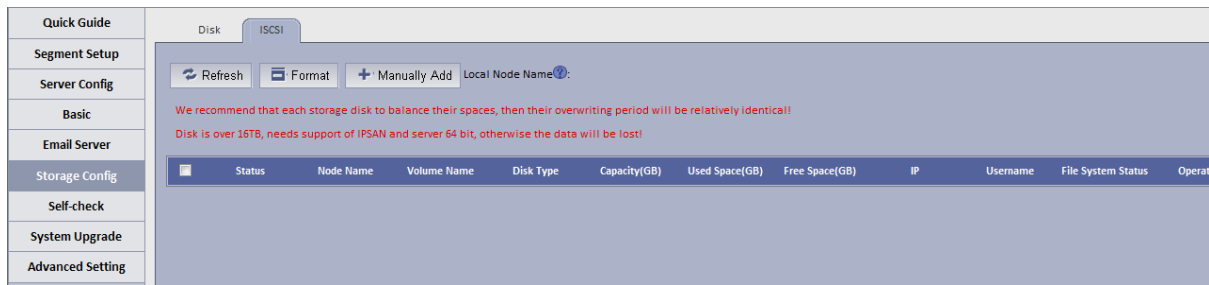 Quick Guide
Segment Setup
Server Config
Basic
Email Server
Storage Config
Self-check
System Upgrade
Advanced Setting
Disk ISCSI
Refresh Format Manually Add Local Node Name?:
We recommend that each storage disk to balance their spaces, then their overwriting period will be relatively identical!
Disk is over 16TB, needs support of IPSAN and server 64 bit, otherwise the data will be lost!
Status Node Name Volume Name Disk Type Capacity(GB) Used Space(GB) Free Space(GB) IP Username File System Status Operat